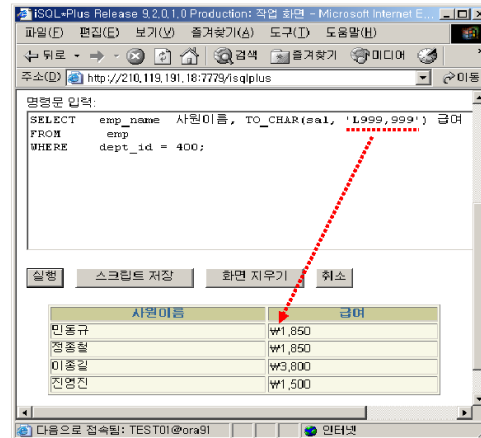 iSQL*Plus Release 9.2.0.1.0 Production: 작업 화면 - Microsoft Internet E...
파일(F) 편집(E) 보기(V) 즐겨찾기(A) 도구(T) 도움말(H)
뒤로 검색 즐겨찾기 미디어
주소(D) http://210.119.191.18:7779/isqlplus 이동
명령문 입력:
SELECT emp_name 사원이름, TO_CHAR(sal, 'L999,999') 급여
FROM emp
WHERE dept_id = 400;
실행 스크립트 저장 화면 지우기 취소
사원이름 급여
민동규 ₩1,850
정종철 ₩1,850
이종길 ₩3,800
진영진 ₩1,500
다음으로 접속됨: TEST01@ora91 인터넷